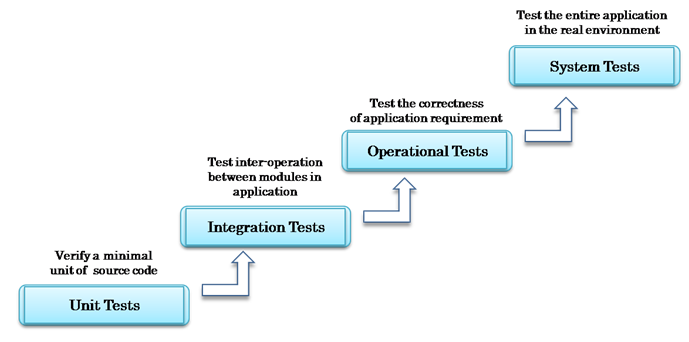 Test the entire application
in the real environment
System Tests
Test the correctness
of application requirement
Operational Tests
Test inter-operation
between modules in
application
Integration Tests
Verify a minimal
unit of source code
Unit Tests